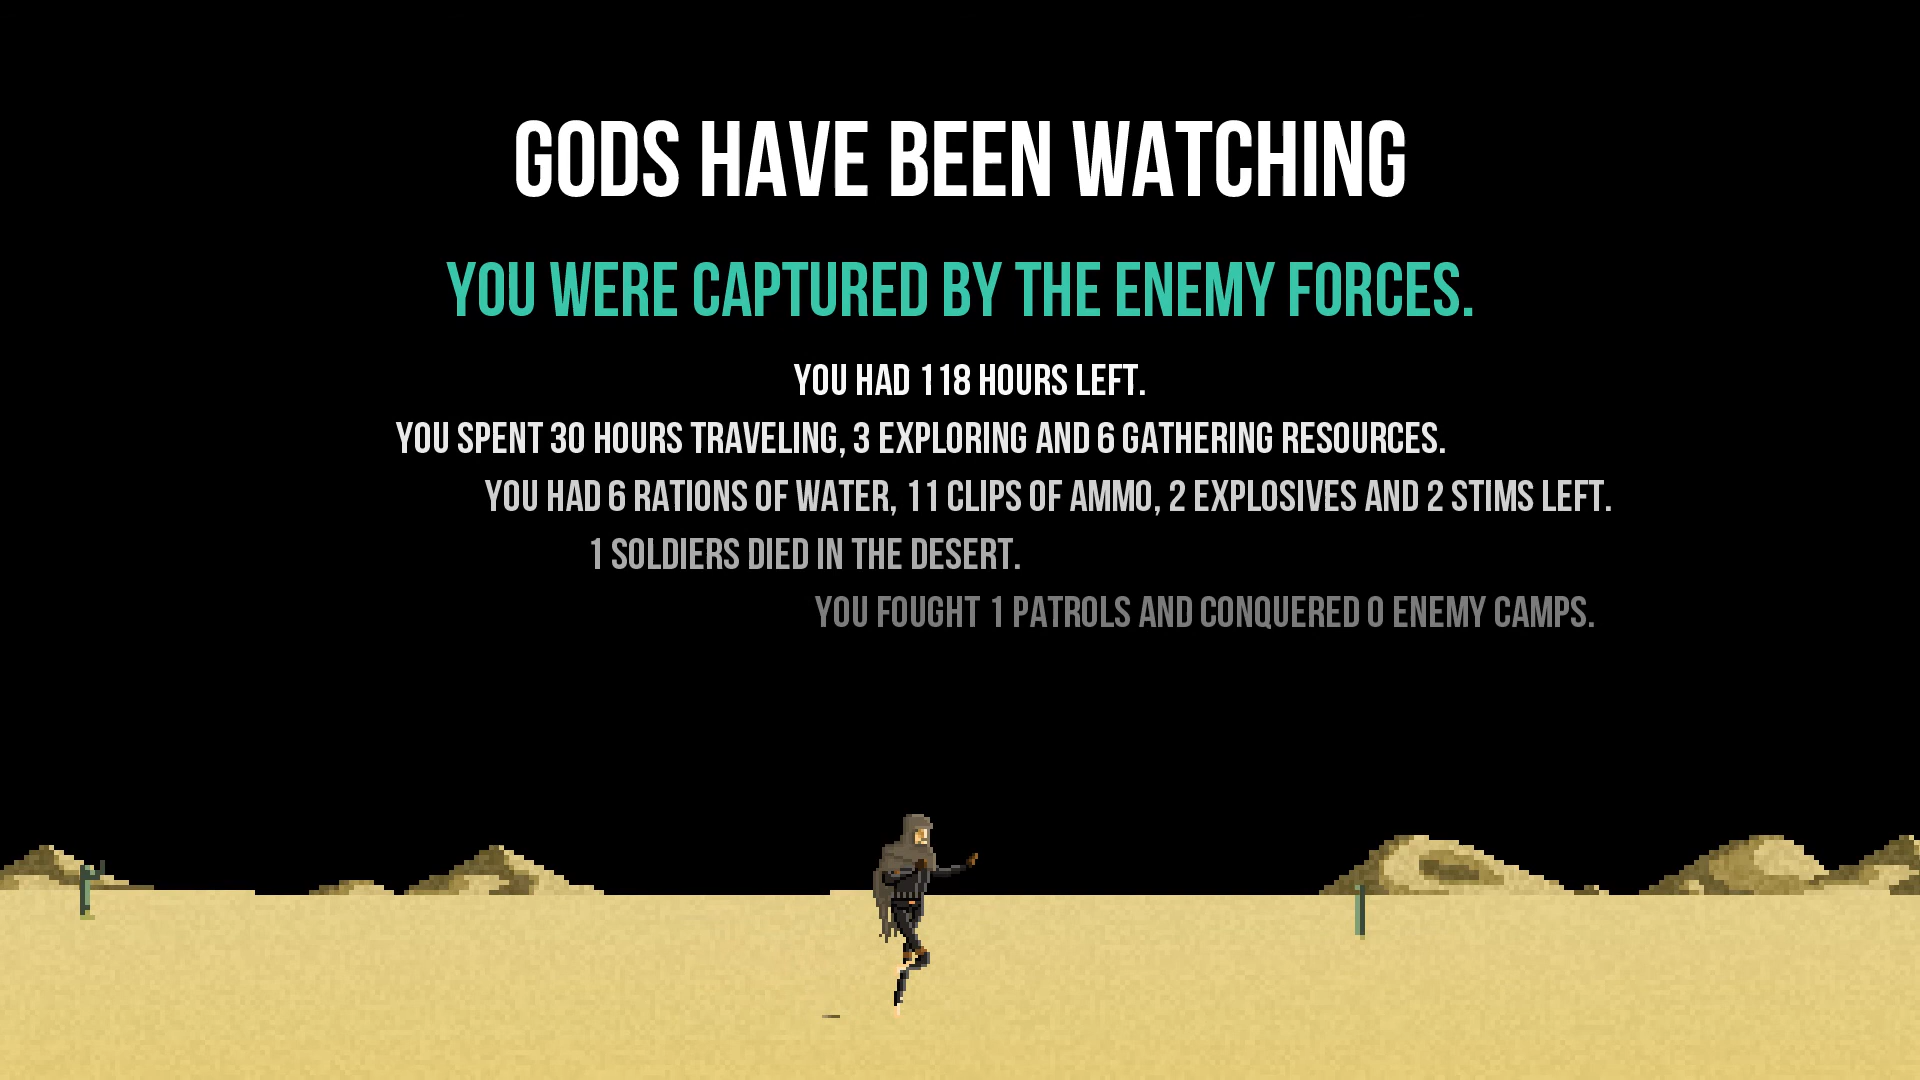 GODS HAVE BEEN WATCHING
YOU WERE CAPTURED BY THE ENEMY FORCES.
YOU HAD 118 HOURS LEFT.
YOU SPENT 30 HOURS TRAVELING, 3 EXPLORING AND 6 GATHERING RESOURCES.
YOU HAD 6 RATIONS OF WATER, 11 CLIPS OF AMMO, 2 EXPLOSIVES AND 2 STIMS LEFT.
1 SOLDIERS DIED IN THE DESERT.
YOU FOUGHT 1 PATROLS AND CONQUERED 0 ENEMY CAMPS.